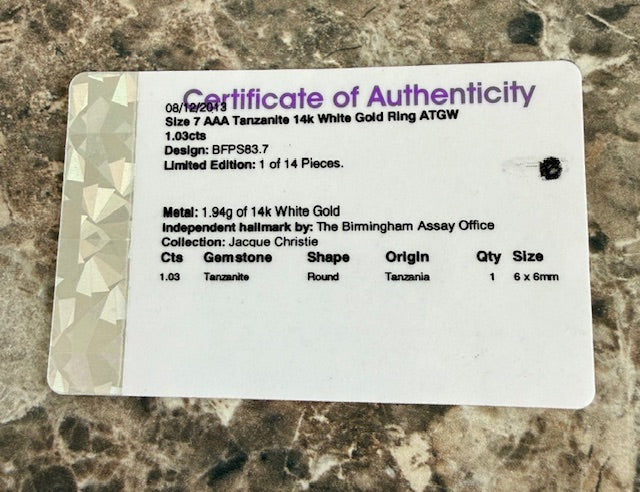 Certificate of Authenticity
08/12/2013
Size 7 AAA Tanzanite 14k White Gold Ring ATGW
1.03cts
Design: BFPS83.7
Limited Edition: 1 of 14 Pieces.
Metal: 1.94g of 14k White Gold
Independent hallmark by: The Birmingham Assay Office
Collection: Jacque Christie
Cts Gemstone Shape Origin Qty Size
1.03 Tanzanite Round Tanzania 1 6 x 6mm